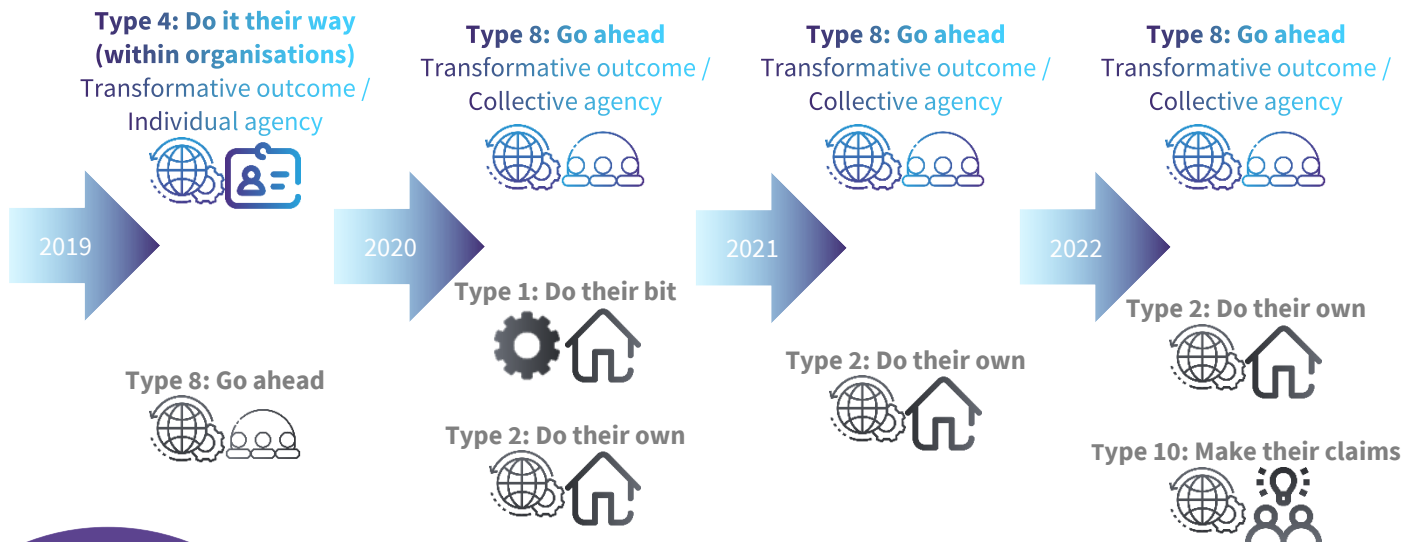 2019
Type 4: Do it their way
(within organisations)
Transformative outcome /
Individual agency
Type 8: Go ahead
2020
Type 8: Go ahead
Transformative outcome /
Collective agency
Type 1: Do their bit
Type 2: Do their own
2021
Type 8: Go ahead
Transformative outcome /
Collective agency
Type 2: Do their own
2022
Type 8: Go ahead
Transformative outcome /
Collective agency
Type 2: Do their own
Type 10: Make their claims